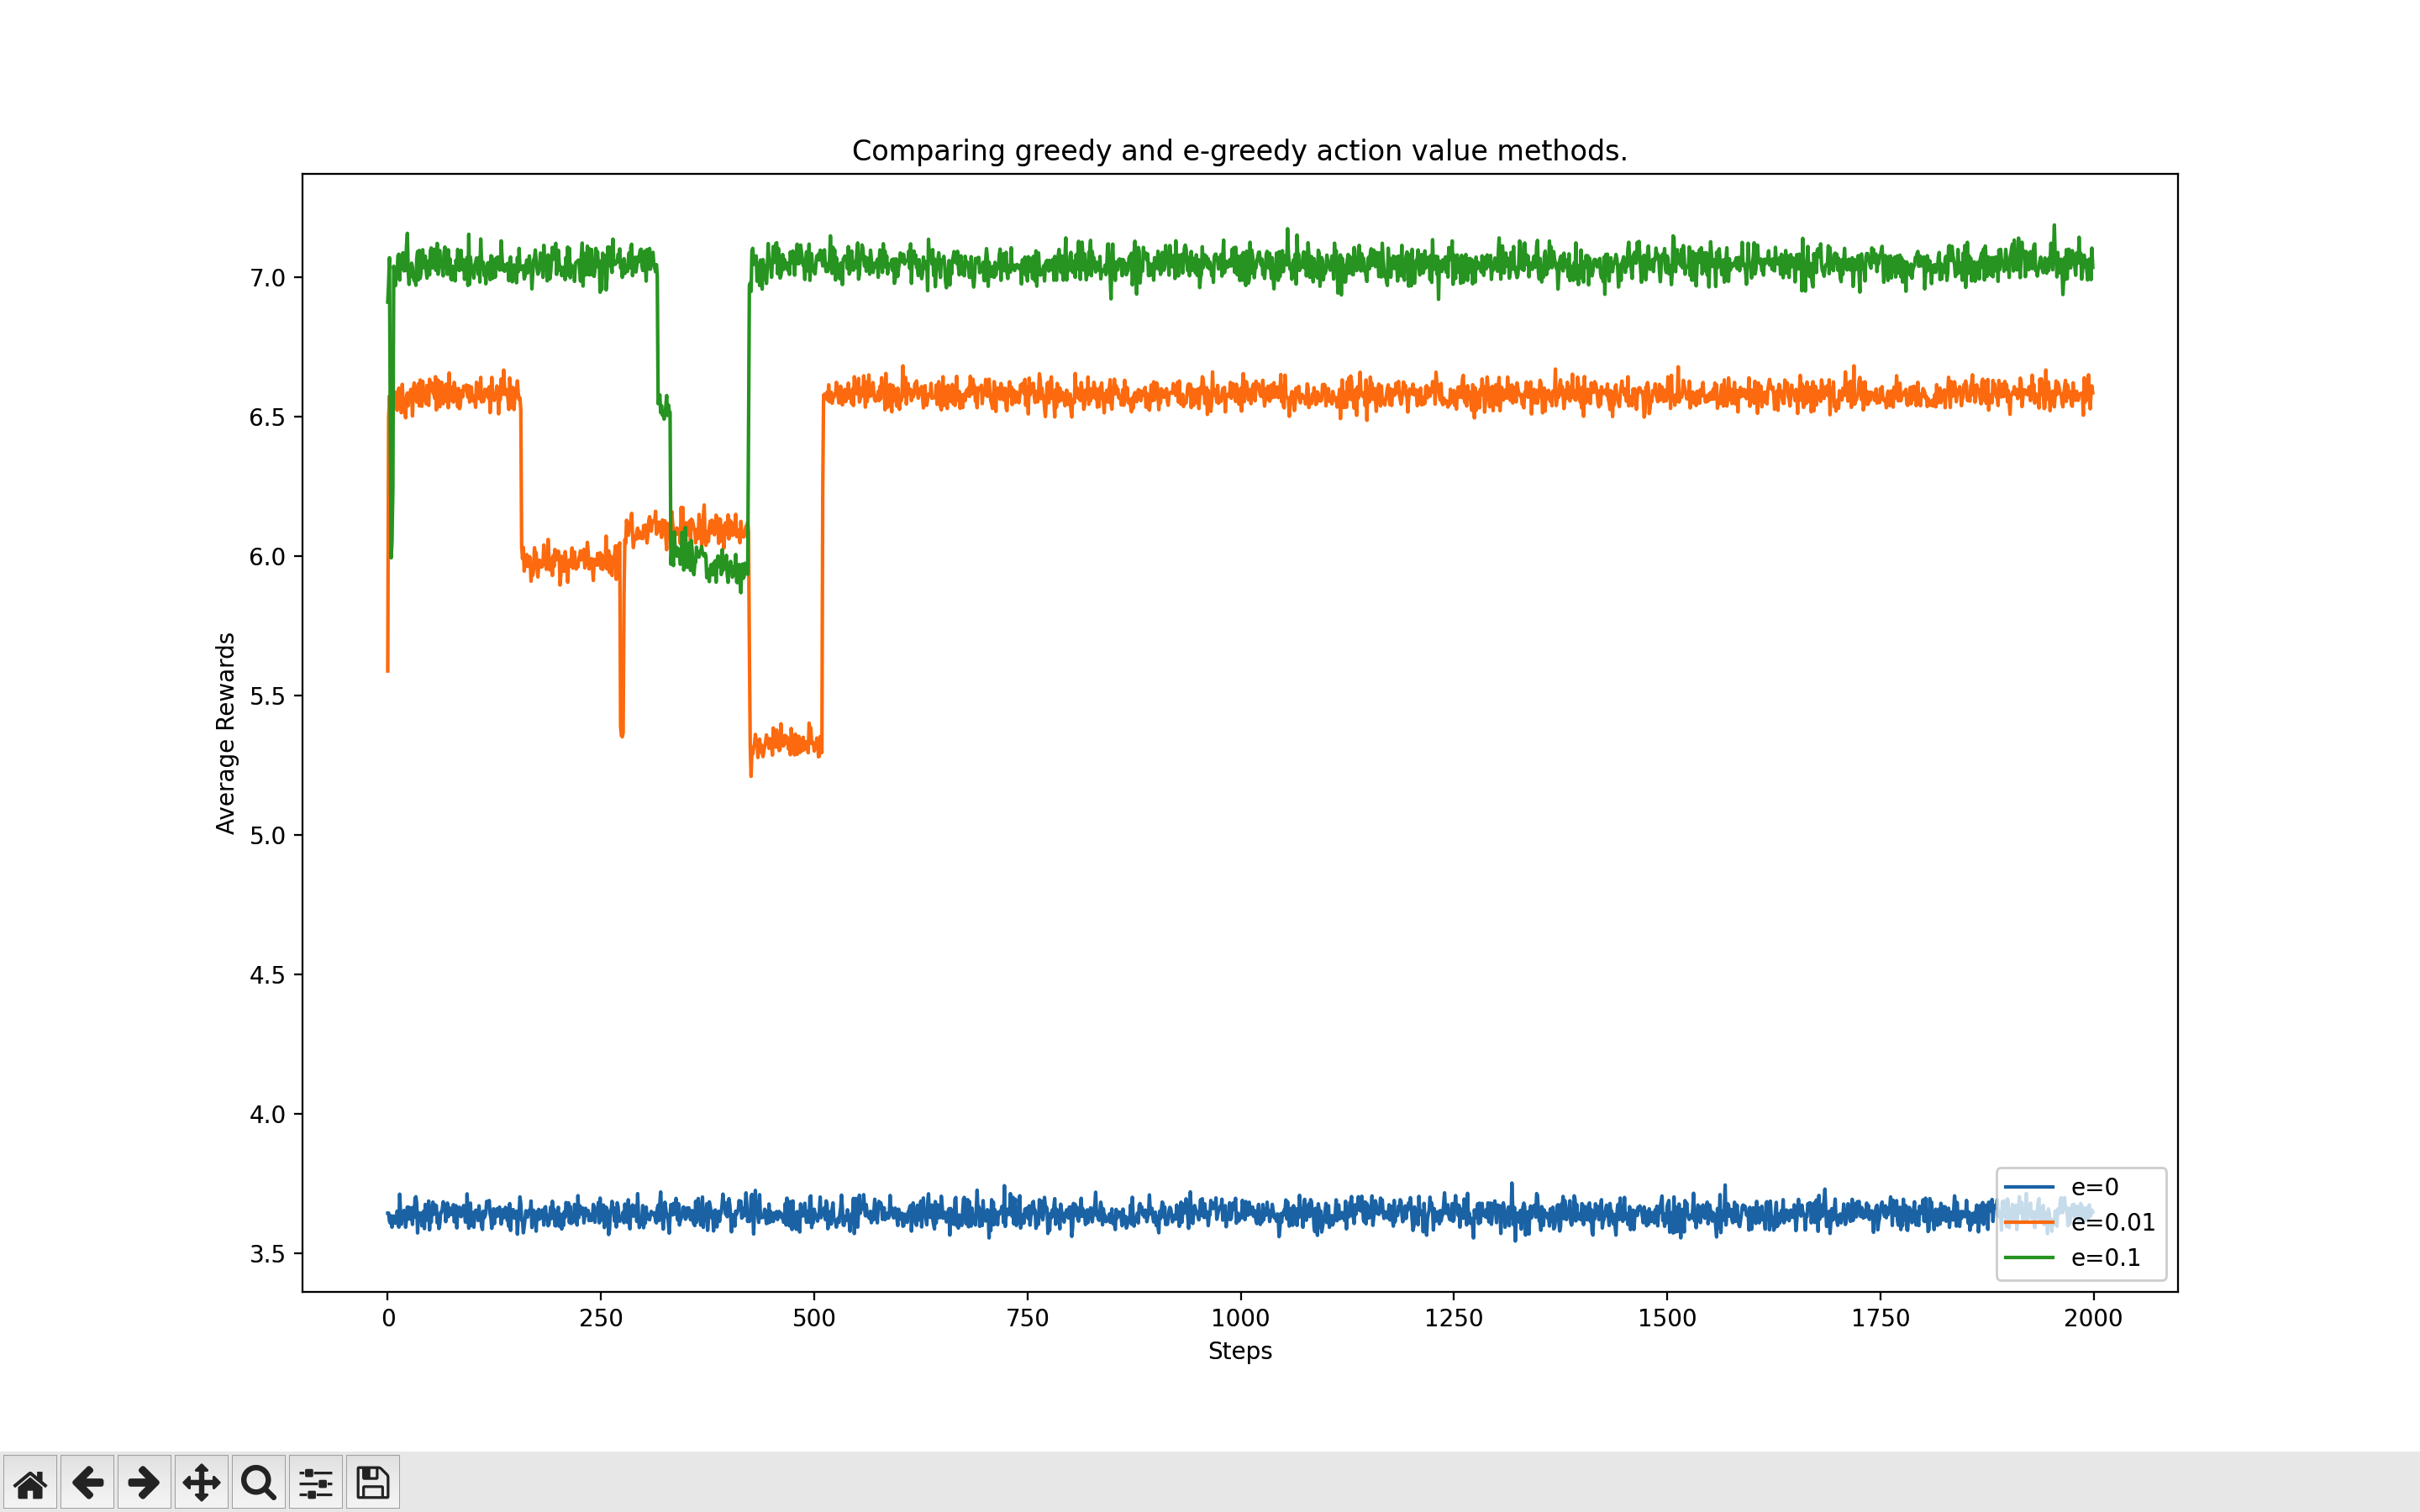 Comparing greedy and e-greedy action value methods.
7.0
6.5
6.0
5.5
5.0
4.5
4.0
3.5
Average Rewards
0 250 500 750 1000 1250 1500 1750 2000
Steps
e=0
e=0.01
e=0.1